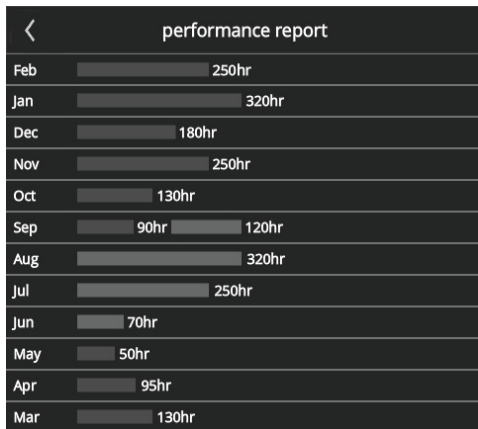 performance report
Feb 250hr
Jan 320hr
Dec 180hr
Nov 250hr
Oct 130hr
Sep 90hr 120hr
Aug 320hr
Jul 250hr
Jun 70hr
May 50hr
Apr 95hr
Mar 130hr